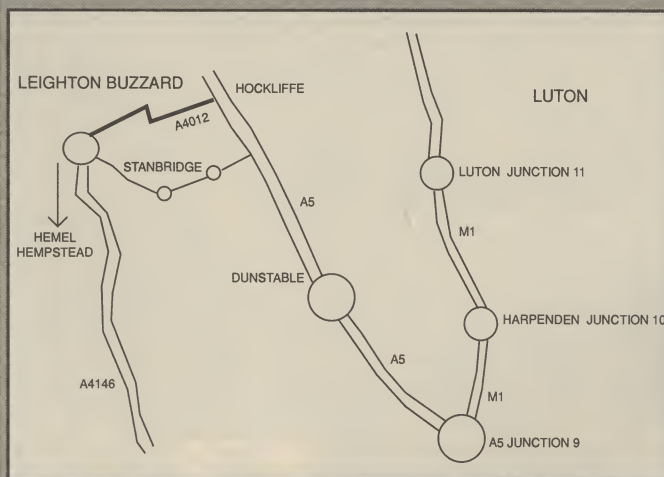 LEIGHTON BUZZARD
HOCKLIFFE
LUTON
A4012
STANBRIDGE
LUTON JUNCTION 11
A5
M1
HEMEL
HEMPSTEAD
DUNSTABLE
HARPENDEN JUNCTION 10
A5
A4146
M1
A5 JUNCTION 9